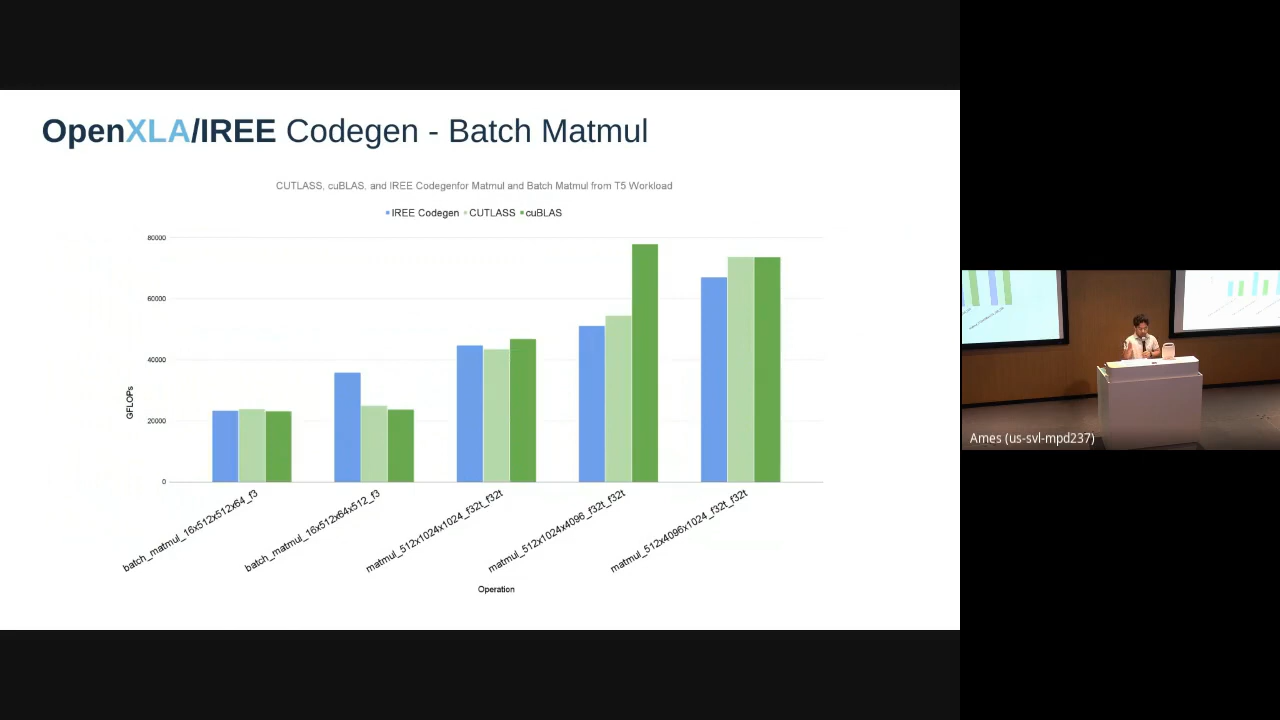 OpenXLA/IREE Codegen - Batch Matmul
CUTLASS, cuBLAS, and IREE Codegenfor Matmul and Batch Matmul from T5 Workload
IREE Codegen CUTLASS cuBLAS
80000
60000
40000
20000
0
GFLOPs
batch_matmul_16x512x512x64_f3
batch_matmul_16x512x64x512_f3
matmul_512x1024x1024_f32t_f32t
matmul_512x1024x4096_f32t_f32t
matmul_512x4096x1024_f32t_f32t
Operation
Ames (us-svl-mpd237)